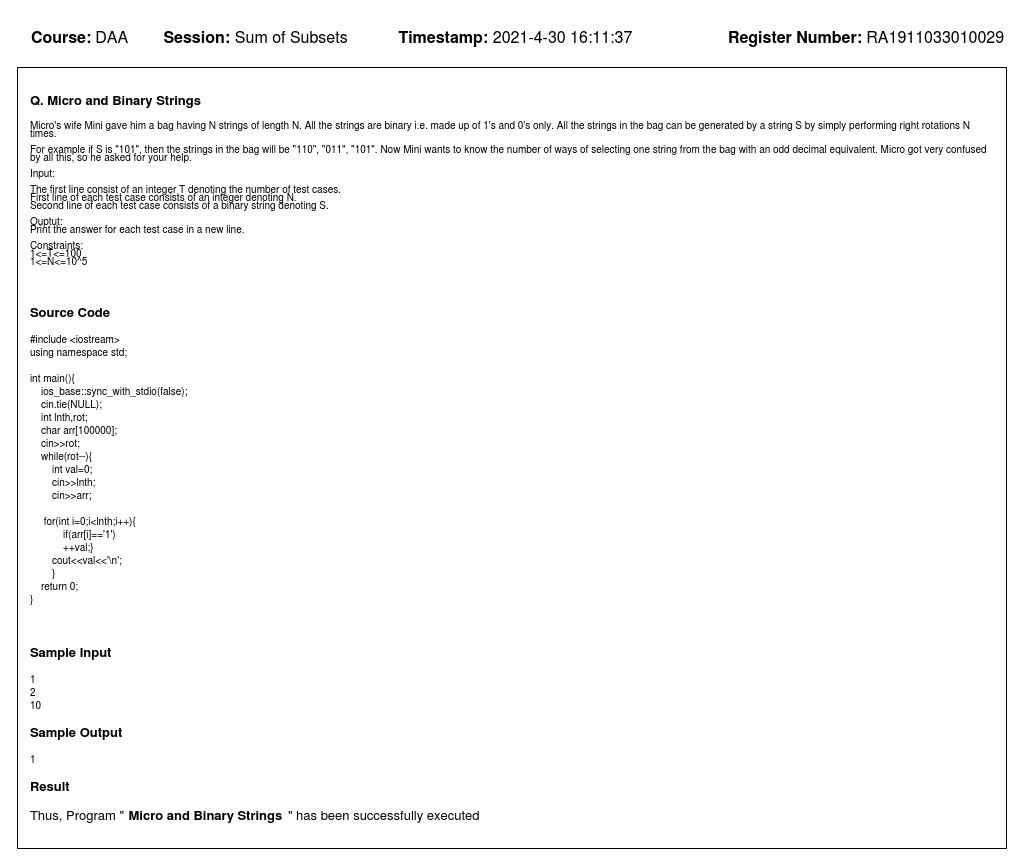 Course: DAA Session: Sum of Subsets Timestamp: 2021-4-30 16:11:37 Register Number: RA1911033010029
Q. Micro and Binary Strings
Micro's wife Mini gave him a bag having N strings of length N. All the strings are binary i.e. made up of 1's and 0's only. All the strings in the bag can be generated by a string S by simply performing right rotations N
times.
For example if S is "101", then the strings in the bag will be "110", "011", "101". Now Mini wants to know the number of ways of selecting one string from the bag with an odd decimal equivalent. Micro got very confused
by all this, so he asked for your help.
Input:
The first line consist of an integer T denoting the number of test cases.
First line of each test case consists of an integer denoting N.
Second line of each test case consists of a binary string denoting S.
Ouptut:
Print the answer for each test case in a new line.
Constraints:
1<=T<=100
1<=N<=10^5
Source Code
#include <iostream>
using namespace std;
int main(){
ios_base::sync_with_stdio(false);
cin.tie(NULL);
int lnth,rot;
char arr[100000];
cin>>rot;
while(rot--){
int val=0;
cin>>lnth;
cin>>arr;
for(int i=0;i<lnth;i++){
if(arr[i]=='1')
++val;}
cout<<val<<'\n';
}
return 0;
}
Sample Input
1
2
10
Sample Output
1
Result
Thus, Program " Micro and Binary Strings " has been successfully executed